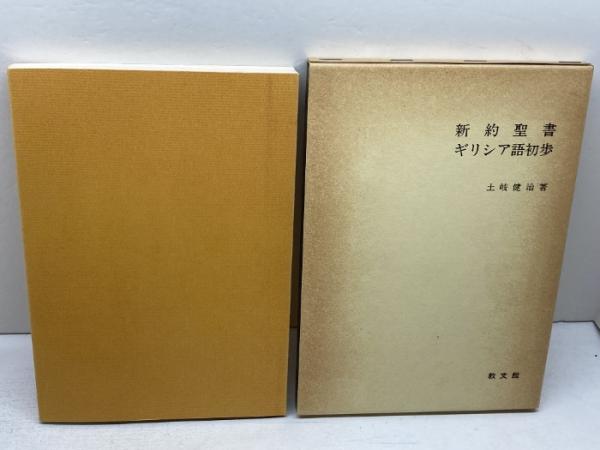 新約聖書
ギリシア語初歩
土岐健治著
教文館